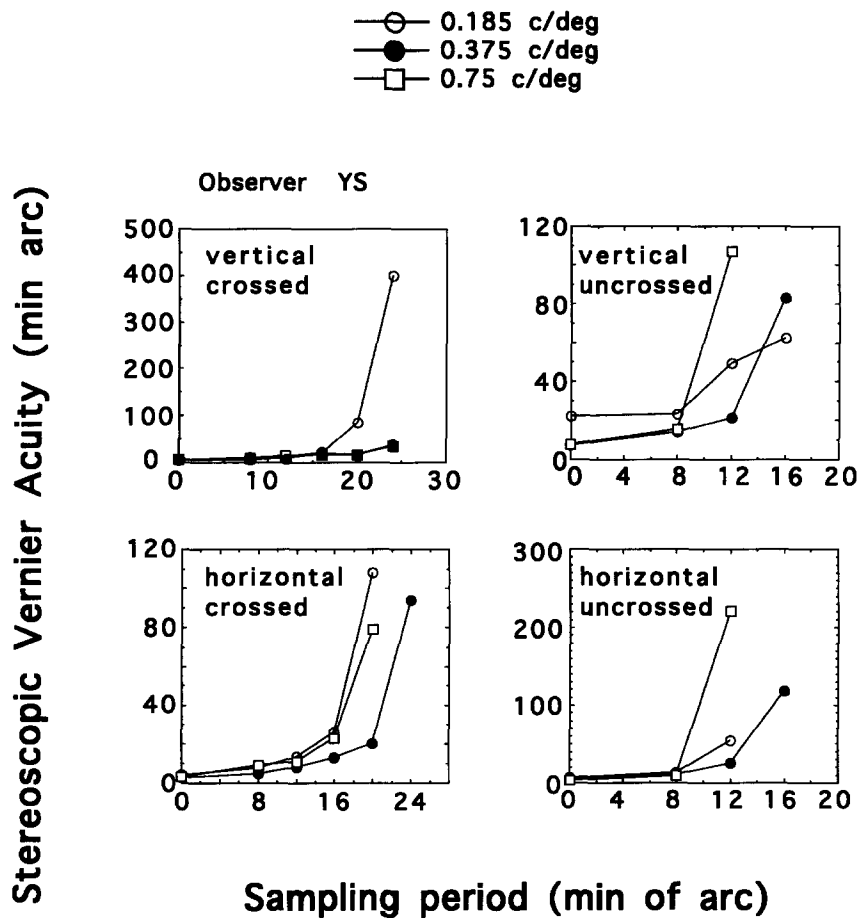 0.185 c/deg
0.375 c/deg
0.75 c/deg
Observer YS
Stereoscopic Vernier Acuity (min arc)
vertical
crossed
500
400
300
200
100
0
0 10 20 30
vertical
uncrossed
120
80
40
0
0 4 8 12 16 20
horizontal
crossed
120
80
40
0
0 8 16 24
horizontal
uncrossed
300
200
100
0
0 4 8 12 16 20
Sampling period (min of arc)